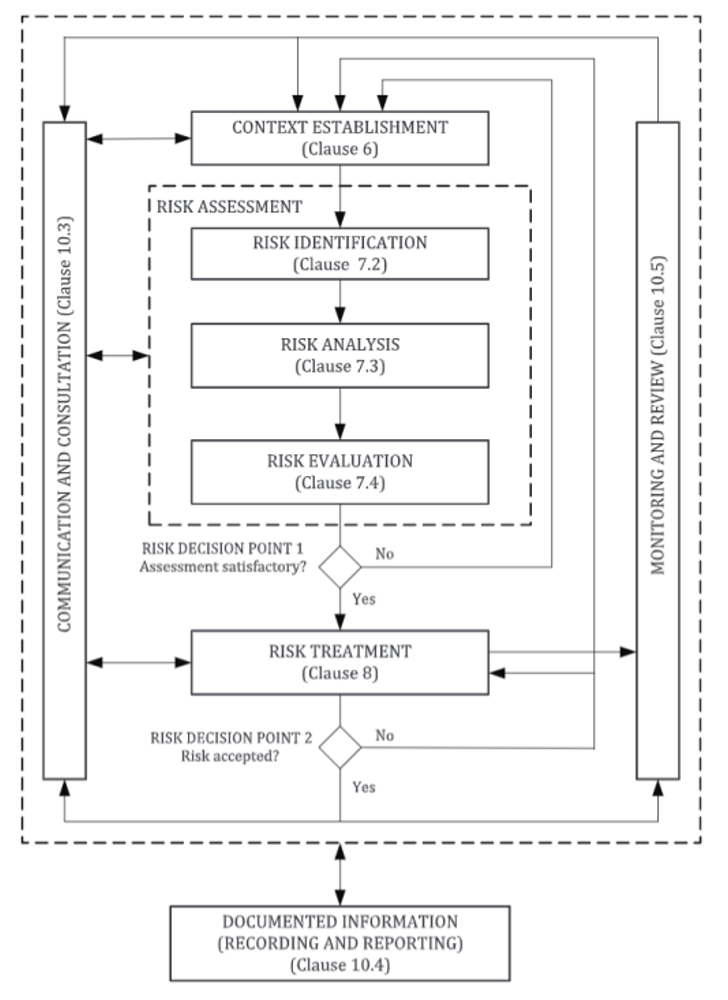 CONTEXT ESTABLISHMENT
(Clause 6)
RISK ASSESSMENT
RISK IDENTIFICATION
(Clause 7.2)
RISK ANALYSIS
(Clause 7.3)
RISK EVALUATION
(Clause 7.4)
COMMUNICATION AND CONSULTATION (Clause 10.3)
MONITORING AND REVIEW (Clause 10.5)
RISK DECISION POINT 1
Assessment satisfactory?
No
Yes
RISK TREATMENT
(Clause 8)
RISK DECISION POINT 2
Risk accepted?
No
Yes
DOCUMENTED INFORMATION
(RECORDING AND REPORTING)
(Clause 10.4)